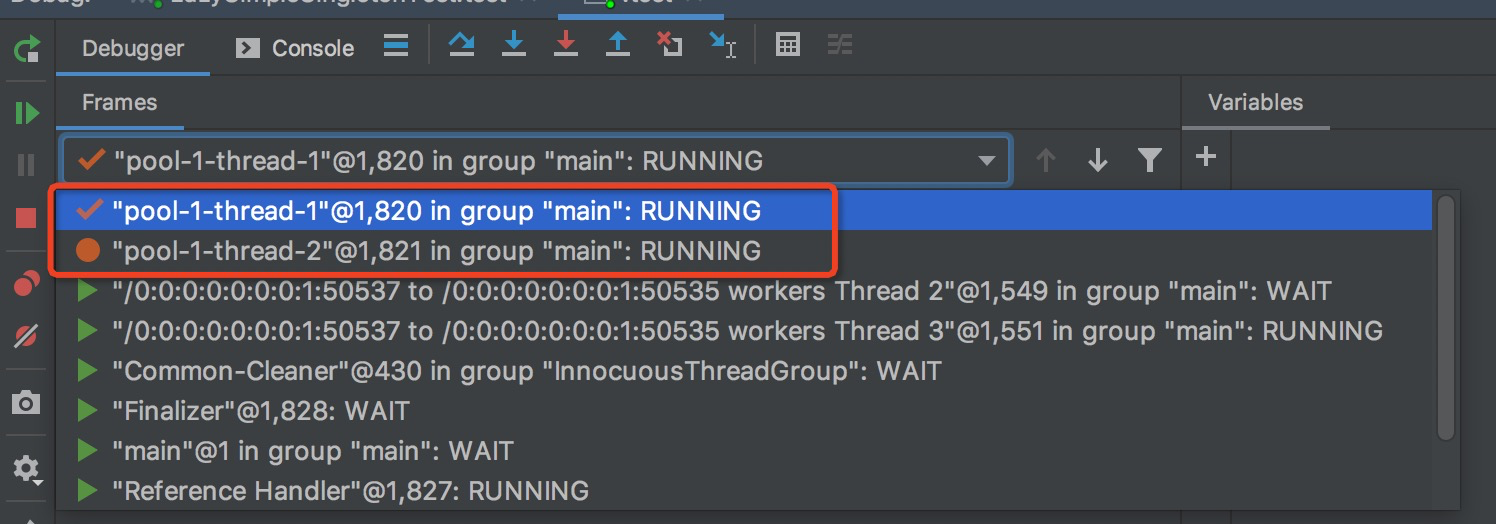 Debugger
Console
Frames
Variables
"pool-1-thread-1"@1,820 in group "main": RUNNING
"pool-1-thread-1"@1,820 in group "main": RUNNING
"pool-1-thread-2"@1,821 in group "main": RUNNING
"/0:0:0:0:0:0:0:1:50537 to /0:0:0:0:0:0:0:1:50535 workers Thread 2"@1,549 in group "main": WAIT
"/0:0:0:0:0:0:0:1:50537 to /0:0:0:0:0:0:0:1:50535 workers Thread 3"@1,551 in group "main": RUNNING
"Common-Cleaner"@430 in group "InnocuousThreadGroup": WAIT
"Finalizer"@1,828: WAIT
"main"@1 in group "main": WAIT
"Reference Handler"@1,827: RUNNING